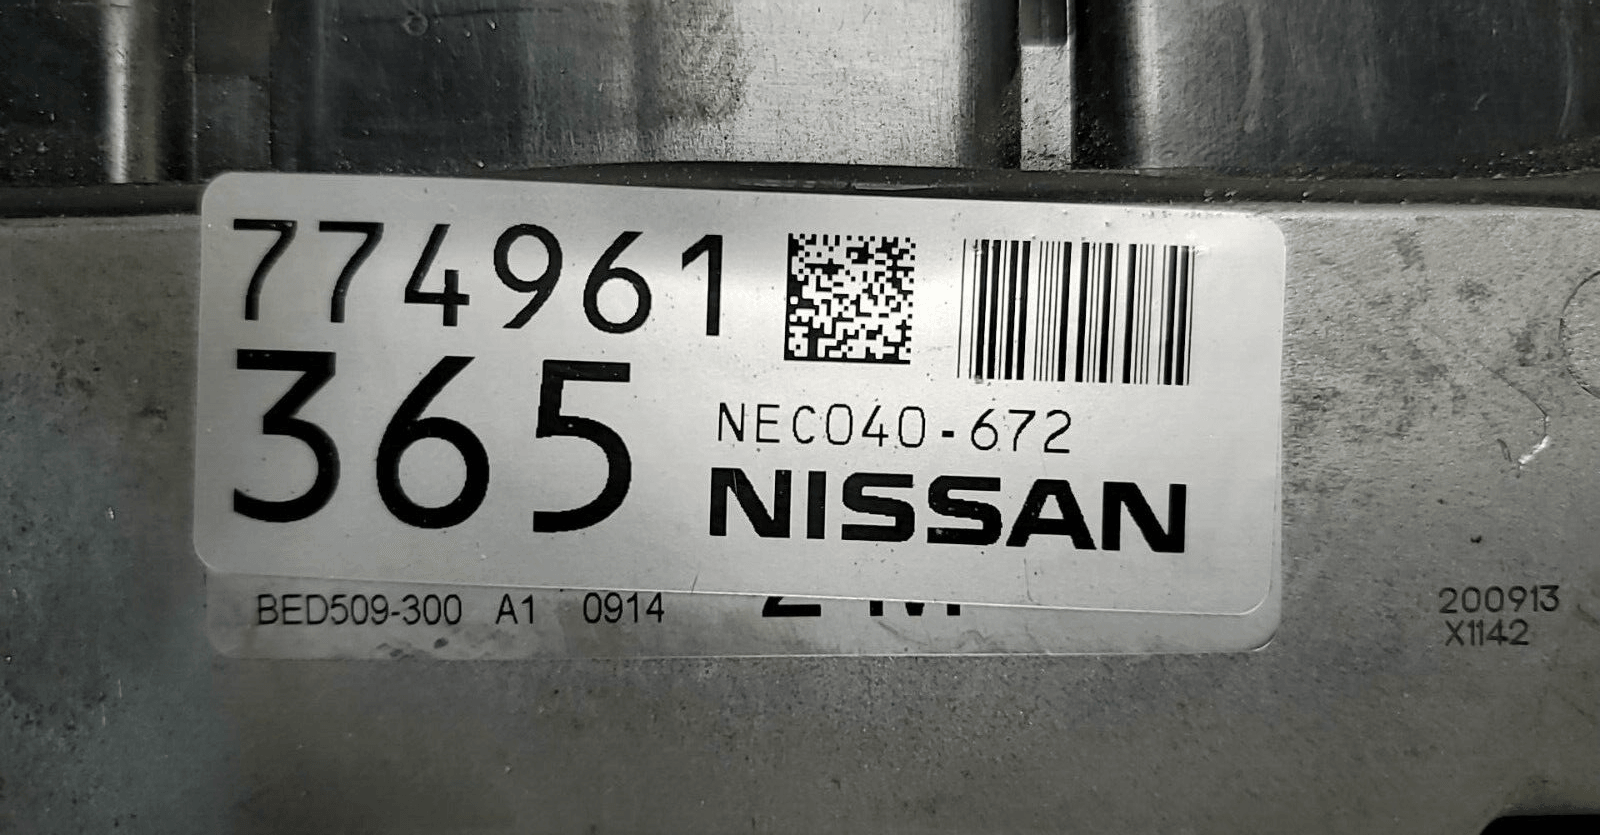 774961
365
NEC040-672
NISSAN
BED509-300 A1 0914
200913
X1142